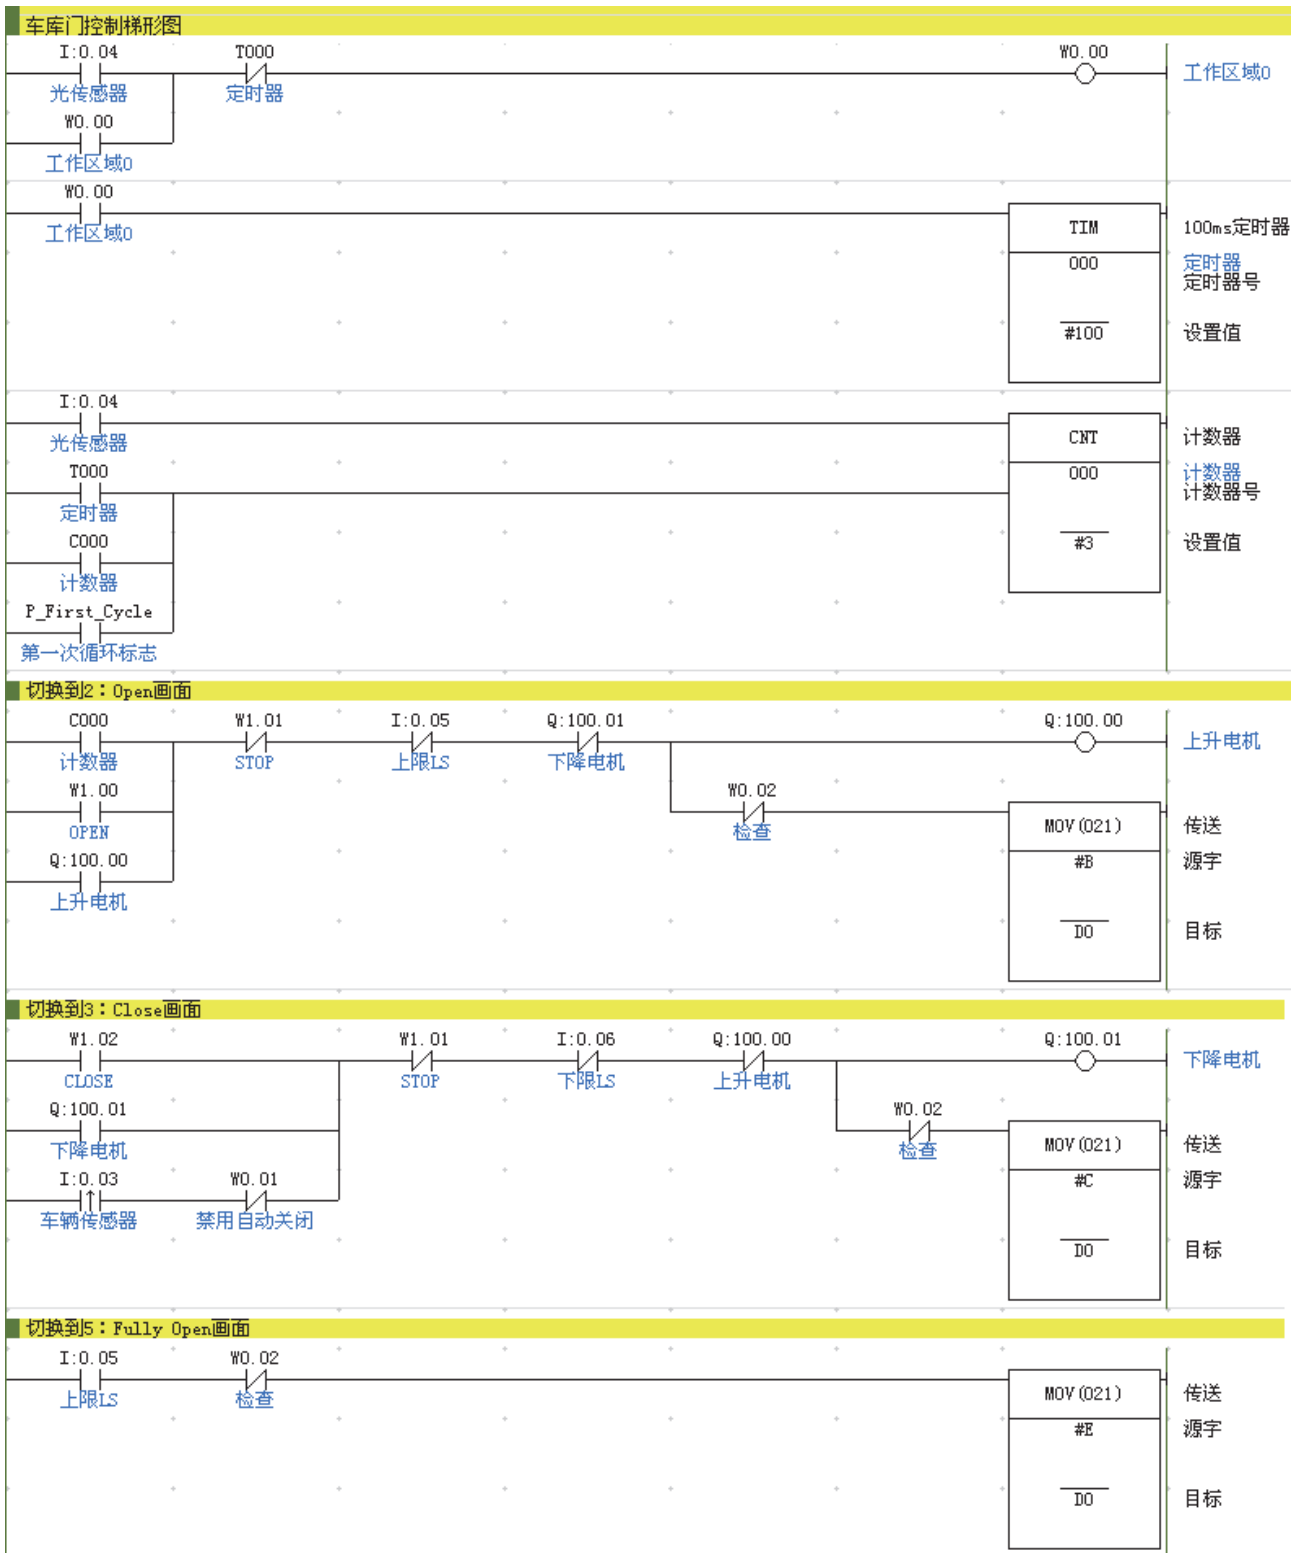 车库门控制梯形图
I:0.04 T000 W0.00
光传感器 定时器 工作区域0
W0.00
工作区域0
W0.00
工作区域0
TIM 100ms定时器
000 定时器
定时器号
#100 设置值
I:0.04
光传感器
CNT 计数器
T000 000 计数器
计数器号
定时器
C000 #3 设置值
计数器
P_First_Cycle
第一次循环标志
切换到2：Open画面
C000 W1.01 I:0.05 Q:100.01 Q:100.00
计数器 STOP 上限LS 下降电机 上升电机
W1.00 W0.02
OPEN 检查 MOV(021) 传送
Q:100.00 #B 源字
上升电机
D0 目标
切换到3：Close画面
W1.02 W1.01 I:0.06 Q:100.00 Q:100.01
CLOSE STOP 下限LS 上升电机 下降电机
Q:100.01 W0.02
下降电机 检查 MOV(021) 传送
I:0.03 W0.01 #C 源字
车辆传感器 禁用自动关闭
D0 目标
切换到5：Fully Open画面
I:0.05 W0.02
上限LS 检查 MOV(021) 传送
#E 源字
D0 目标